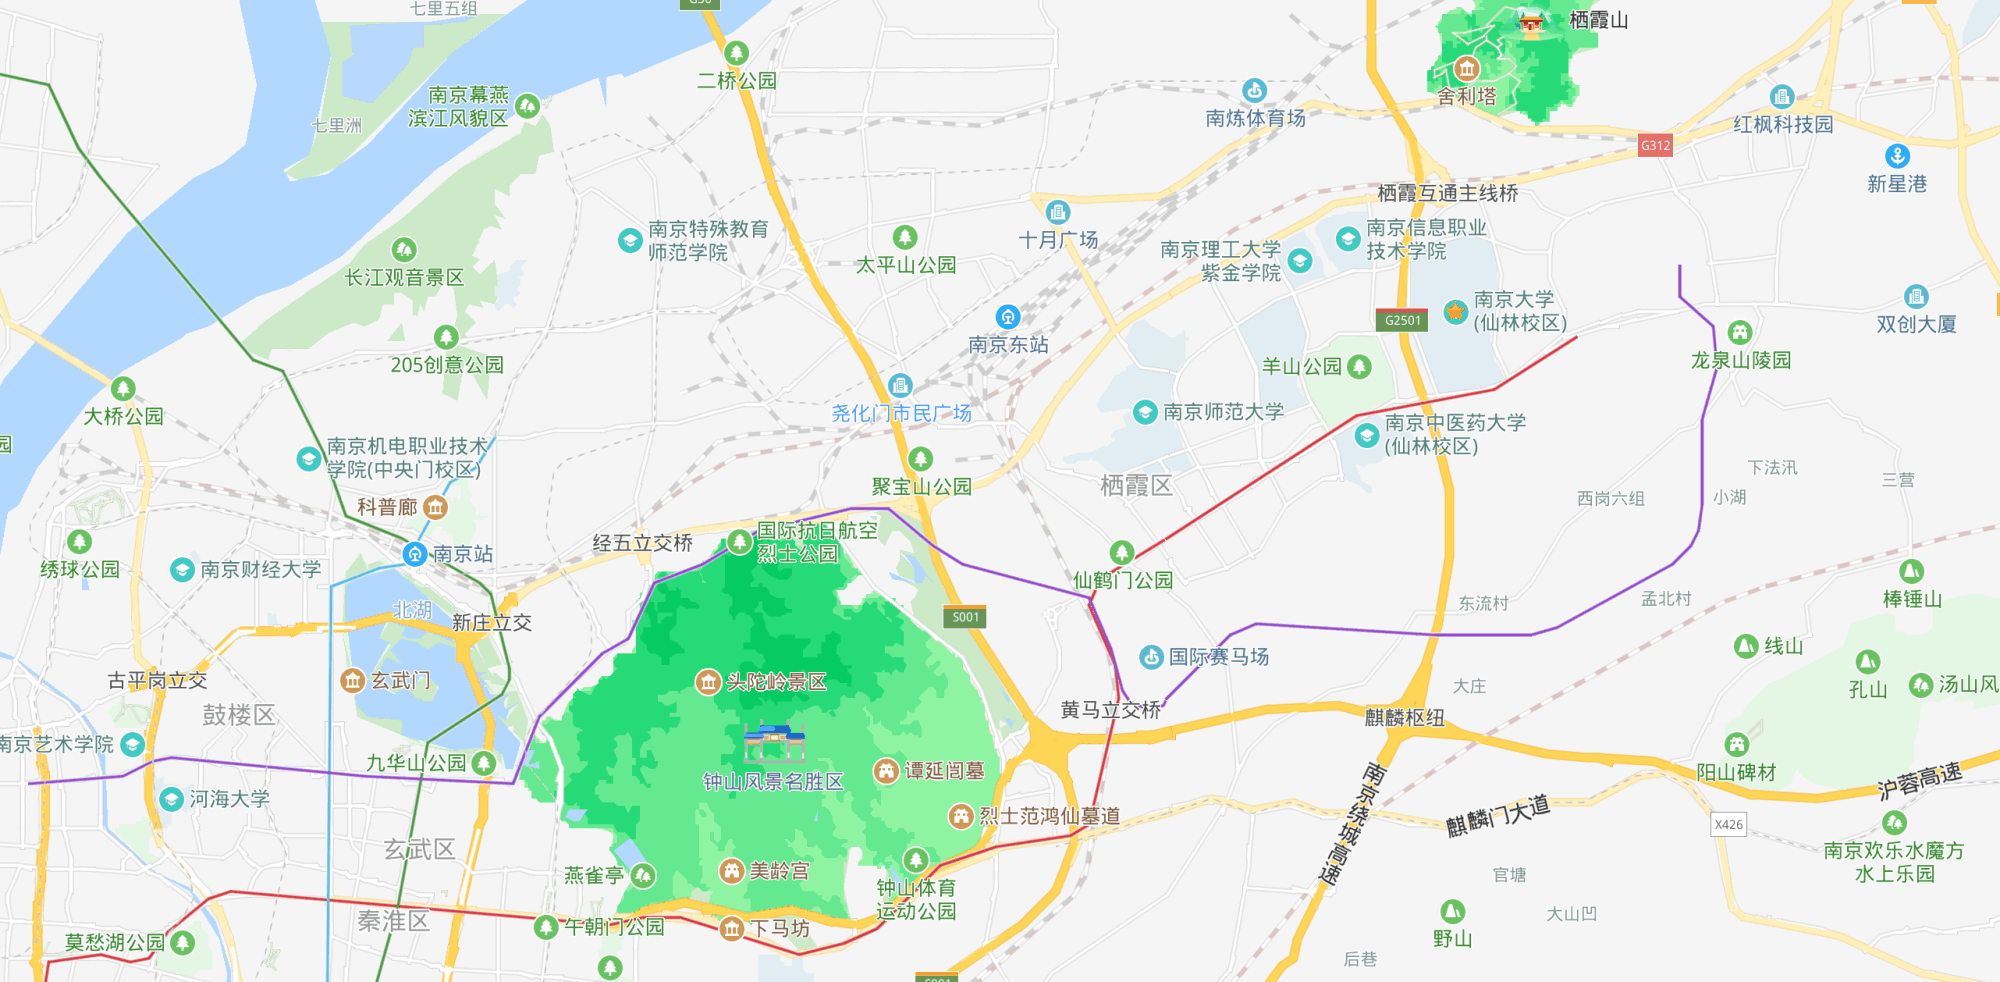 七里五组
G36
栖霞山
二桥公园
南京幕燕
滨江风貌区
七里洲
舍利塔
南炼体育场
红枫科技园
G312
新星港
栖霞互通主线桥
南京特殊教育
师范学院
十月广场
太平山公园
南京理工大学
紫金学院
南京信息职业
技术学院
长江观音景区
南京大学
(仙林校区)
G2501
双创大厦
南京东站
205创意公园
羊山公园
龙泉山陵园
大桥公园
尧化门市民广场
南京师范大学
南京中医药大学
(仙林校区)
园
南京机电职业技术
学院(中央门校区)
聚宝山公园
栖霞区
下法汛
三营
西岗六组
小湖
科普廊
经五立交桥
国际抗日航空
烈士公园
南京站
绣球公园
南京财经大学
仙鹤门公园
北湖
新庄立交
S001
东流村
孟北村
棒锤山
线山
国际赛马场
古平岗立交
玄武门
头陀岭景区
大庄
孔山
汤山风
鼓楼区
黄马立交桥
麒麟枢纽
南京艺术学院
九华山公园
钟山风景名胜区
谭延闿墓
阳山碑材
沪蓉高速
河海大学
烈士范鸿仙墓道
南京绕城高速
麒麟门大道
X426
玄武区
燕雀亭
美龄宫
钟山体育
运动公园
官塘
南京欢乐水魔方
水上乐园
秦淮区
午朝门公园
下马坊
大山凹
野山
莫愁湖公园
后巷